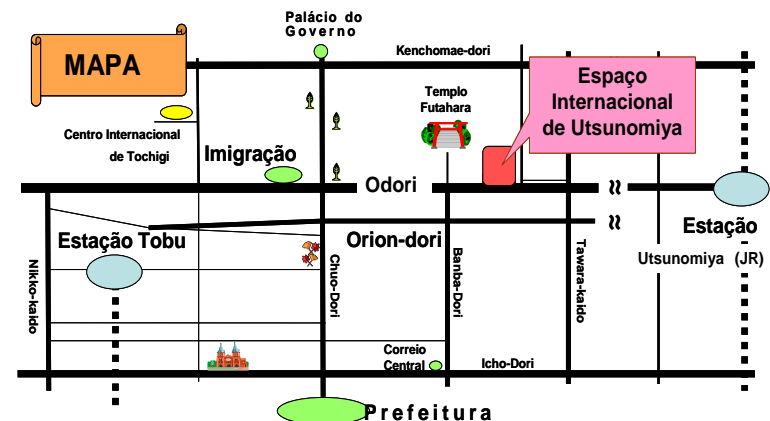 Palácio do
Governo
MAPA
Kenchomae-dori
Espaço
Internacional
de Utsunomiya
Templo
Futahara
Centro Internacional
de Tochigi
Imigração
Odori
Estação
Utsunomiya (JR)
Estação Tobu
Orion-dori
Nikko-kaido
Chuo-Dori
Banba-Dori
Tawara-kaido
Correio
Central
Icho-Dori
Prefeitura